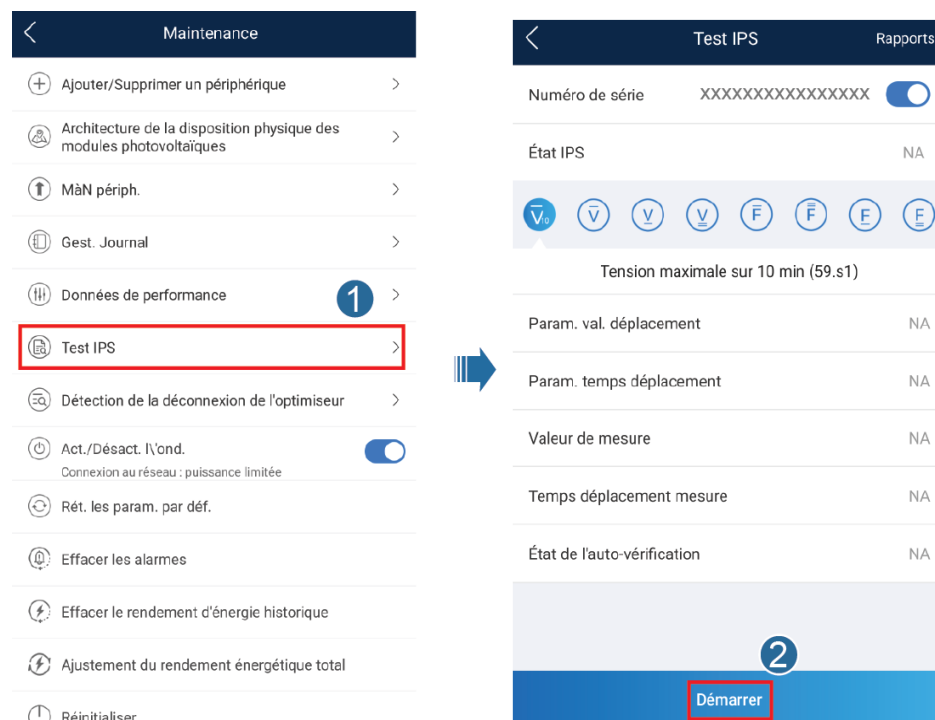 Maintenance
Ajouter/Supprimer un périphérique
Architecture de la disposition physique des
modules photovoltaïques
MàN périph.
Gest. Journal
Données de performance
1
Test IPS
Détection de la déconnexion de l'optimiseur
Act./Désact. l\'ond.
Connexion au réseau : puissance limitée
Rét. les param. par déf.
Effacer les alarmes
Effacer le rendement d'énergie historique
Ajustement du rendement énergétique total
Réinitialiser
Test IPS Rapports
Numéro de série XXXXXXXXXXXXXXXX
État IPS NA
V̅₁₀ V̅ V̲ V̳ F̅ F̿ F̲ F̳
Tension maximale sur 10 min (59.s1)
Param. val. déplacement NA
Param. temps déplacement NA
Valeur de mesure NA
Temps déplacement mesure NA
État de l'auto-vérification NA
2
Démarrer